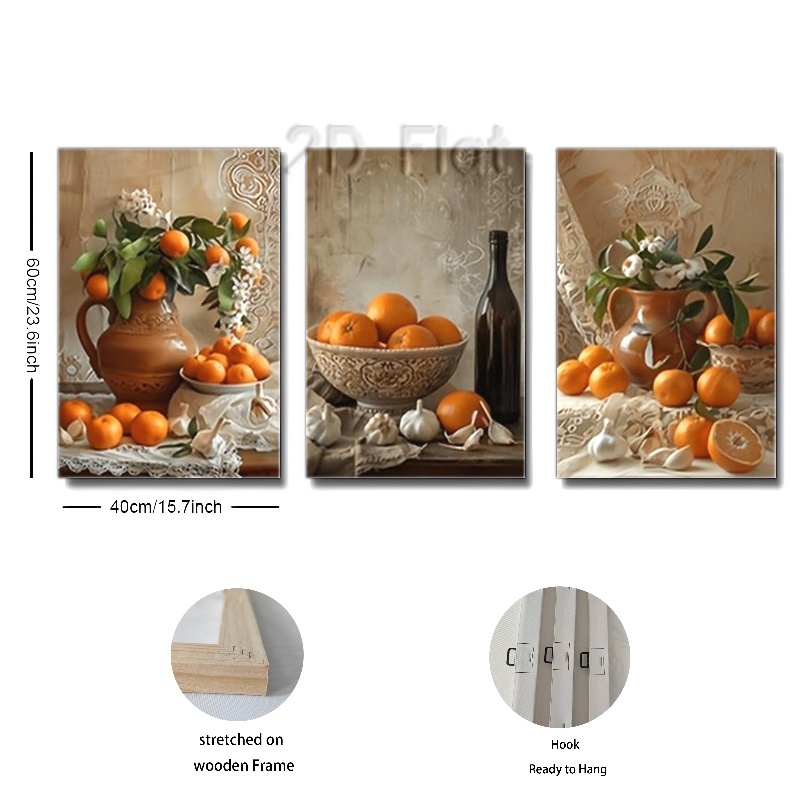 2D Flat
60cm/23.6inch
40cm/15.7inch
stretched on
wooden Frame
Hook
Ready to Hang